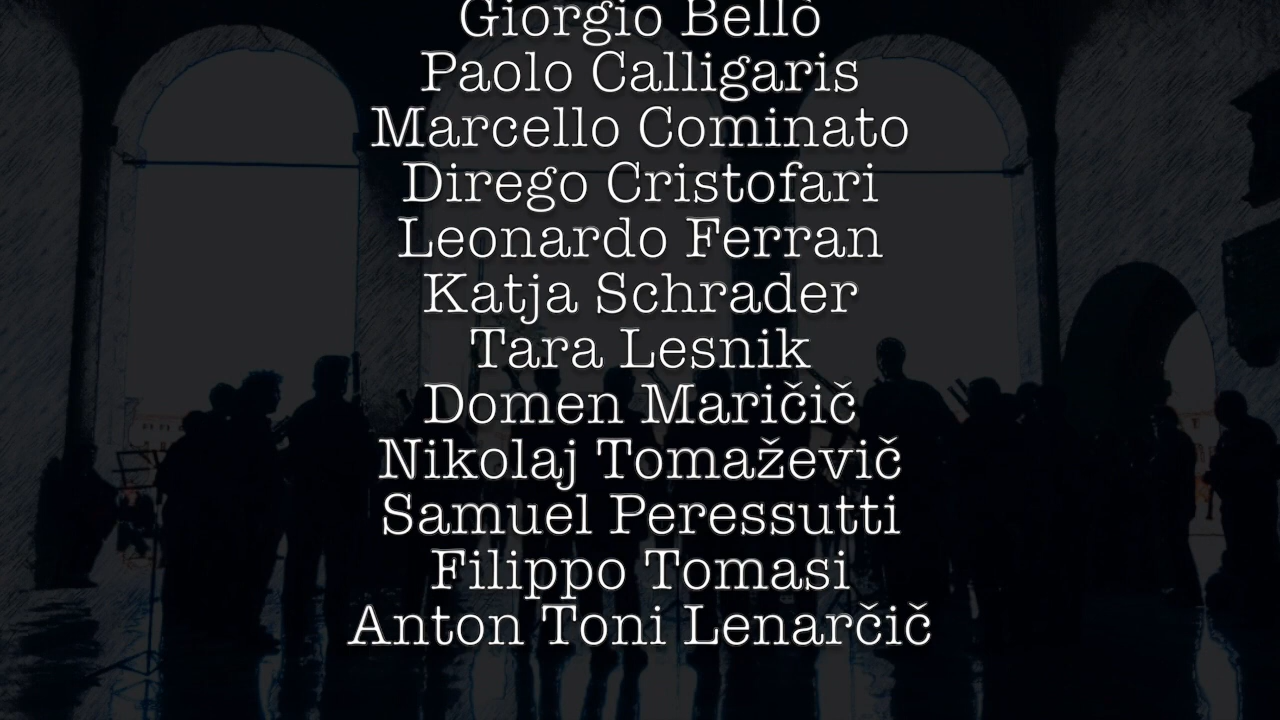 Giorgio Bellò
Paolo Calligaris
Marcello Cominato
Dirego Cristofari
Leonardo Ferran
Katja Schrader
Tara Lesnik
Domen Maričič
Nikolaj Tomaževič
Samuel Peressutti
Filippo Tomasi
Anton Toni Lenarčič